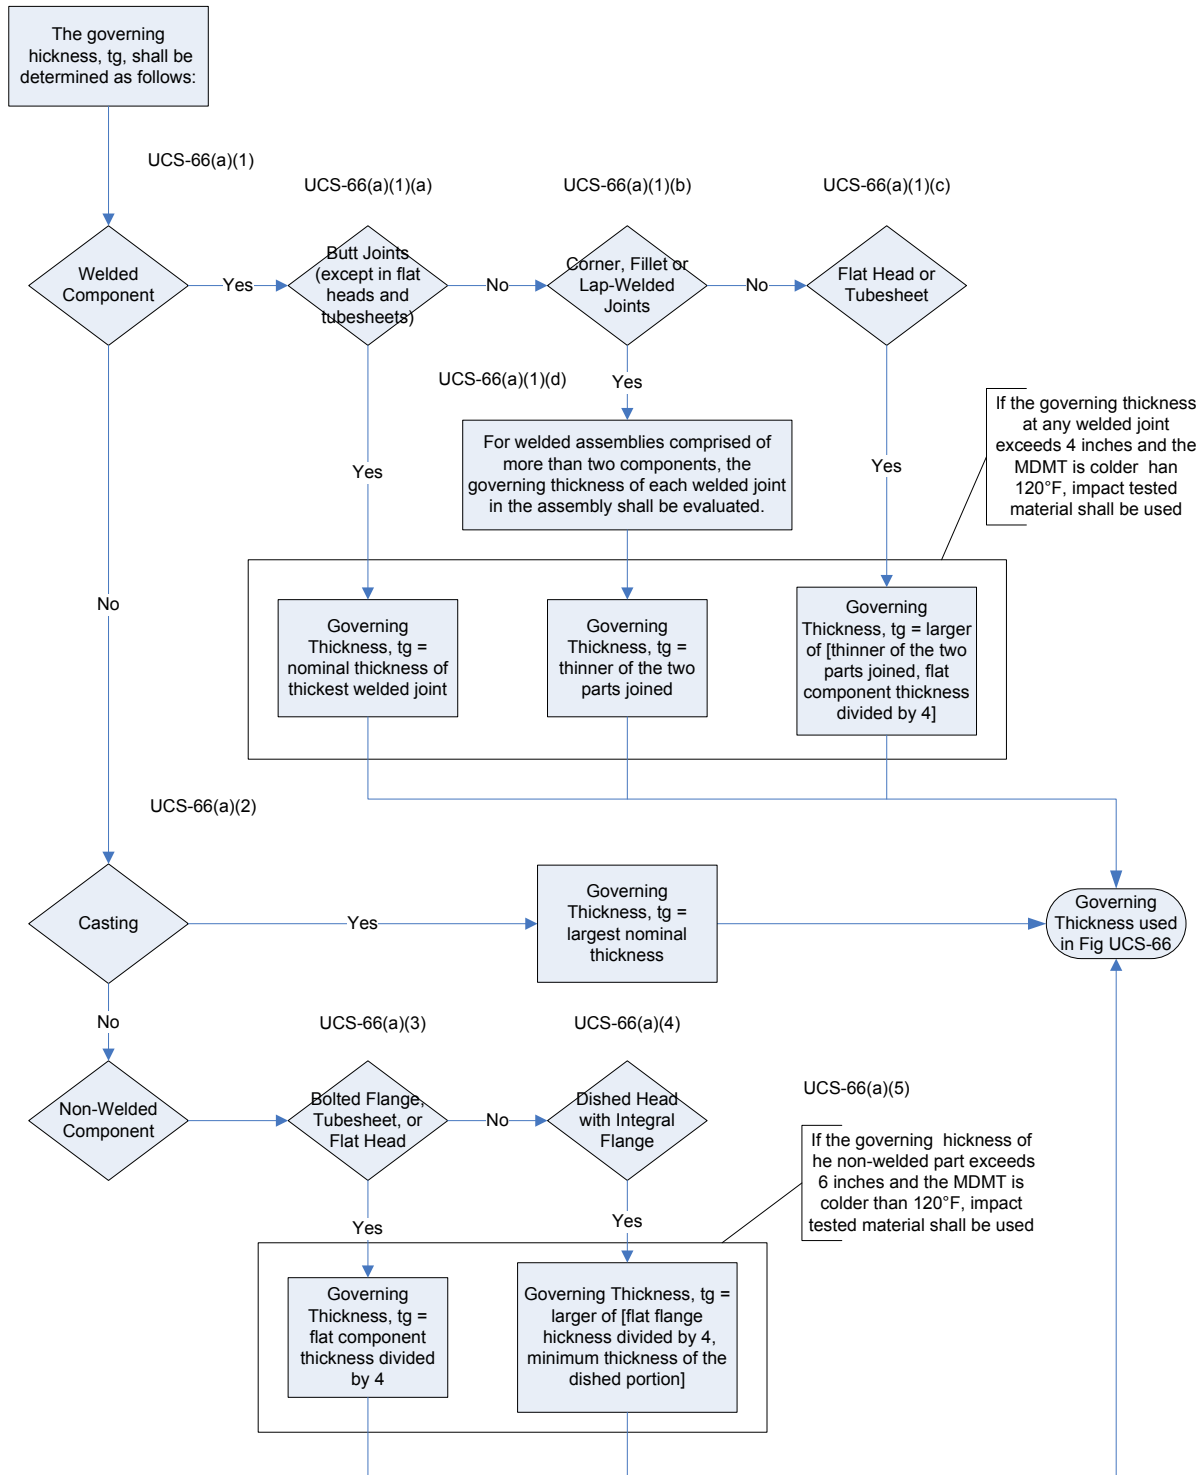 The governing
hickness, tg, shall be
determined as follows:
UCS-66(a)(1)
UCS-66(a)(1)(a)
UCS-66(a)(1)(b)
UCS-66(a)(1)(c)
Welded
Component
Yes
Butt Joints
(except in flat
heads and
tubesheets)
No
Corner, Fillet or
Lap-Welded
Joints
No
Flat Head or
Tubesheet
UCS-66(a)(1)(d)
Yes
For welded assemblies comprised of
more than two components, the
governing thickness of each welded joint
in the assembly shall be evaluated.
Yes
Yes
If the governing thickness
at any welded joint
exceeds 4 inches and the
MDMT is colder  han
120°F, impact tested
material shall be used
No
Governing
Thickness, tg =
nominal thickness of
thickest welded joint
Governing
Thickness, tg =
thinner of the two
parts joined
Governing
Thickness, tg = larger
of [thinner of the two
parts joined, flat
component thickness
divided by 4]
UCS-66(a)(2)
Casting
Yes
Governing
Thickness, tg =
largest nominal
thickness
Governing
Thickness used
in Fig UCS-66
No
UCS-66(a)(3)
UCS-66(a)(4)
UCS-66(a)(5)
Non-Welded
Component
Bolted Flange,
Tubesheet, or
Flat Head
No
Dished Head
with Integral
Flange
If the governing  hickness of
he non-welded part exceeds
6 inches and the MDMT is
colder than 120°F, impact
tested material shall be used
Yes
Yes
Governing
Thickness, tg =
flat component
thickness divided
by 4
Governing Thickness, tg =
larger of [flat flange
hickness divided by 4,
minimum thickness of the
dished portion]